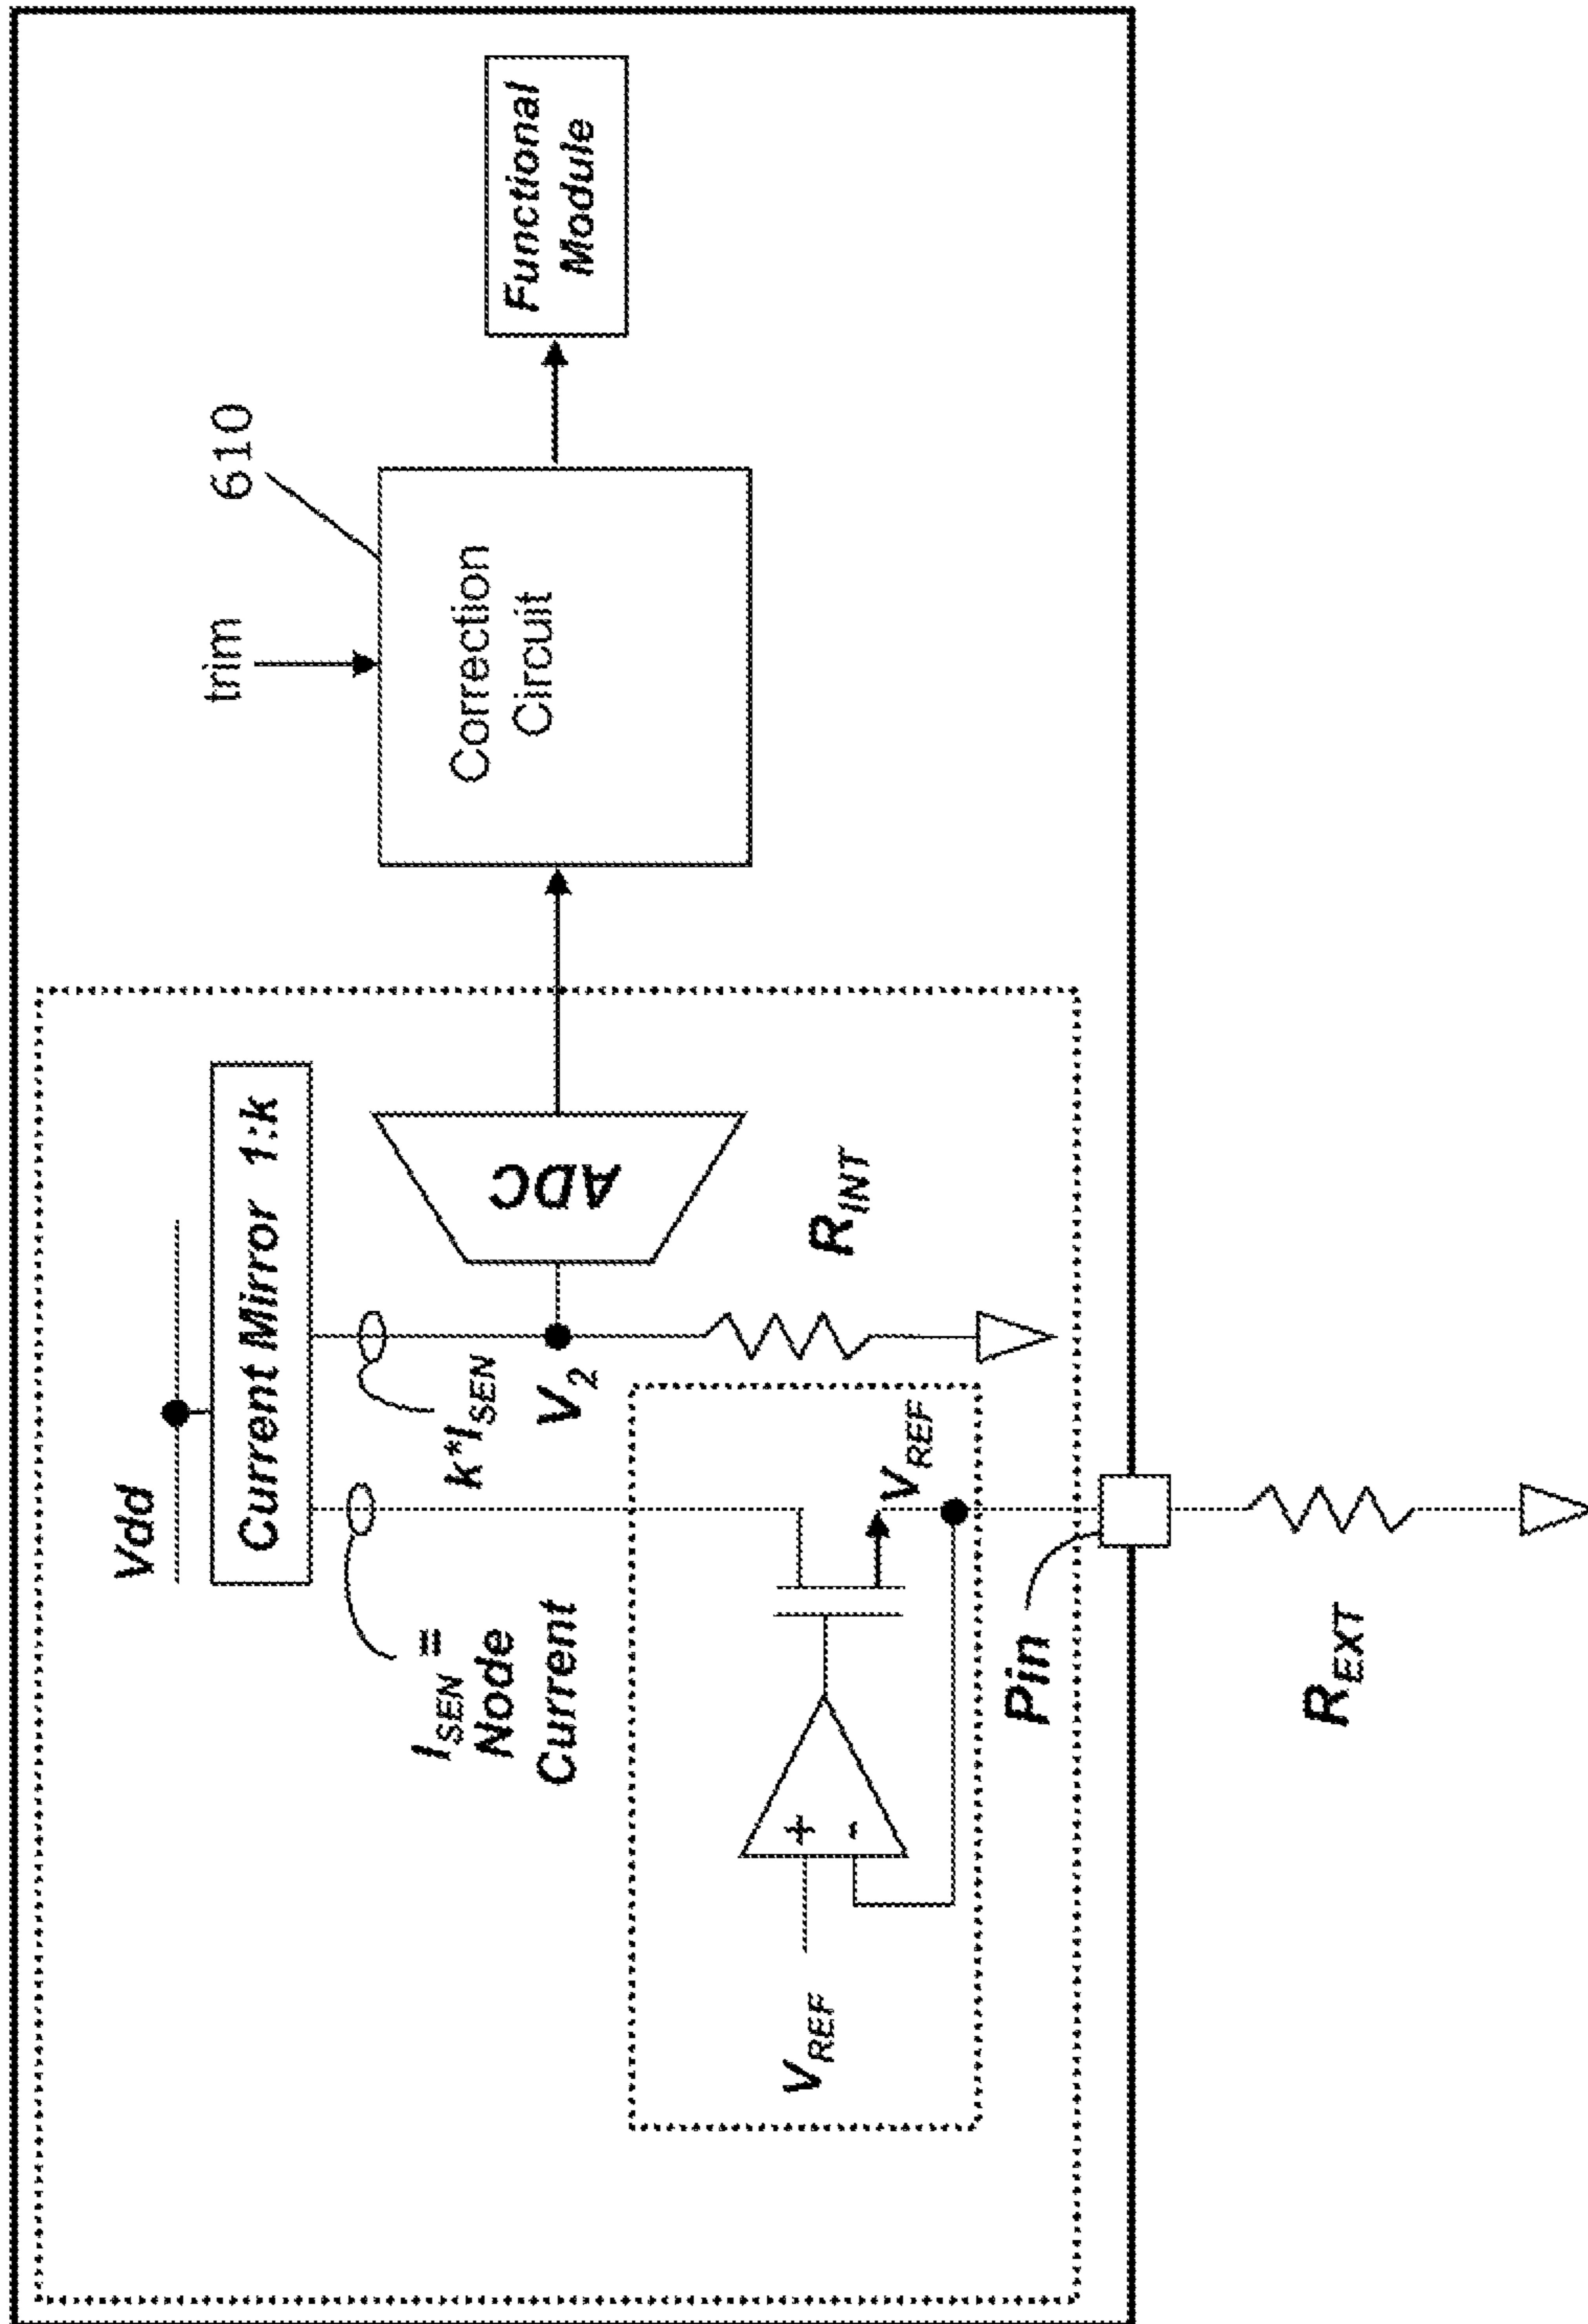 Vdd
Current Mirror 1:k
I_SEN =
Node
Current
k*I_SEN
V_2
ADC
R_INT
V_REF
+
-
V_REF
Pin
R_EXT
trim
610
Correction
Circuit
Functional
Module